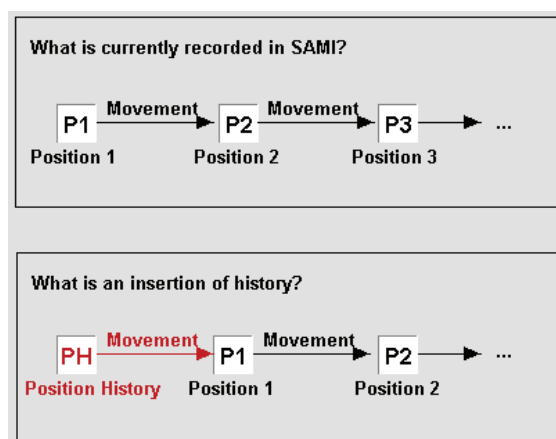 What is currently recorded in SAMI?
Movement Movement
P1 P2 P3 ...
Position 1 Position 2 Position 3
What is an insertion of history?
Movement Movement
PH P1 P2 ...
Position History Position 1 Position 2